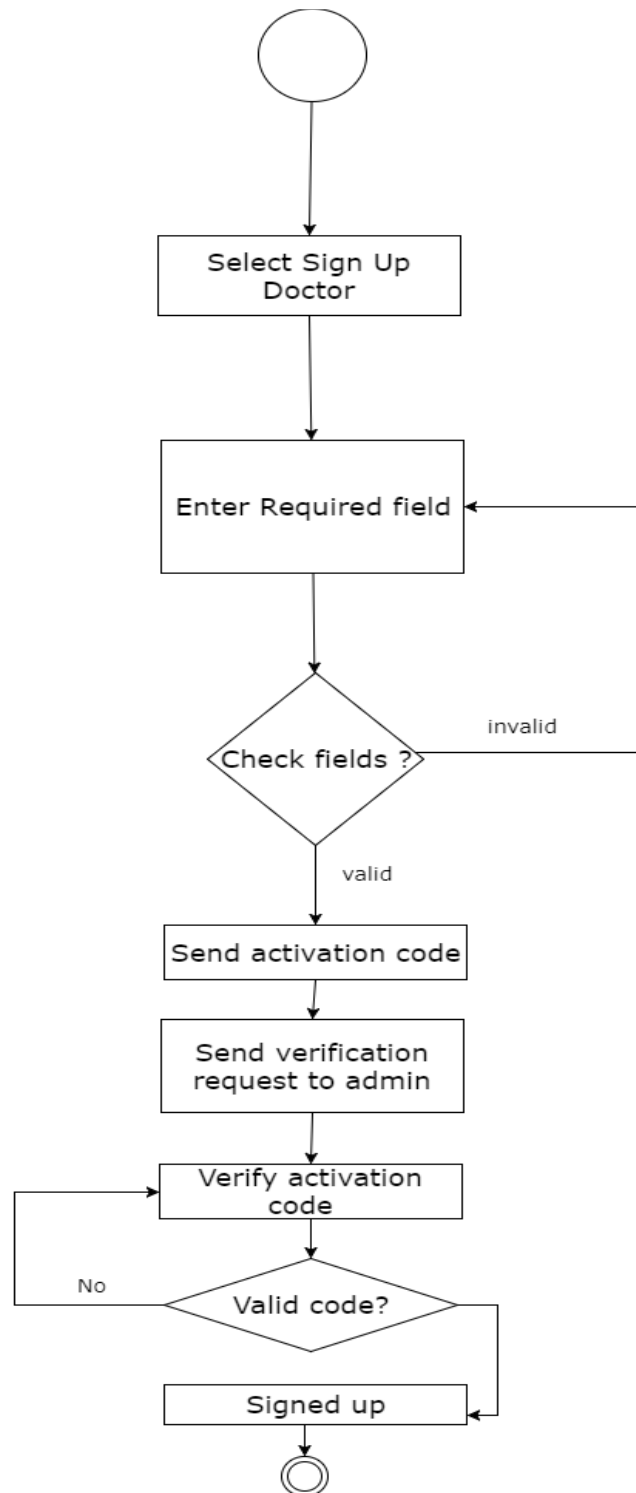 Select Sign Up
Doctor
Enter Required field
Check fields ?
invalid
valid
Send activation code
Send verification
request to admin
Verify activation
code
No
Valid code?
Signed up